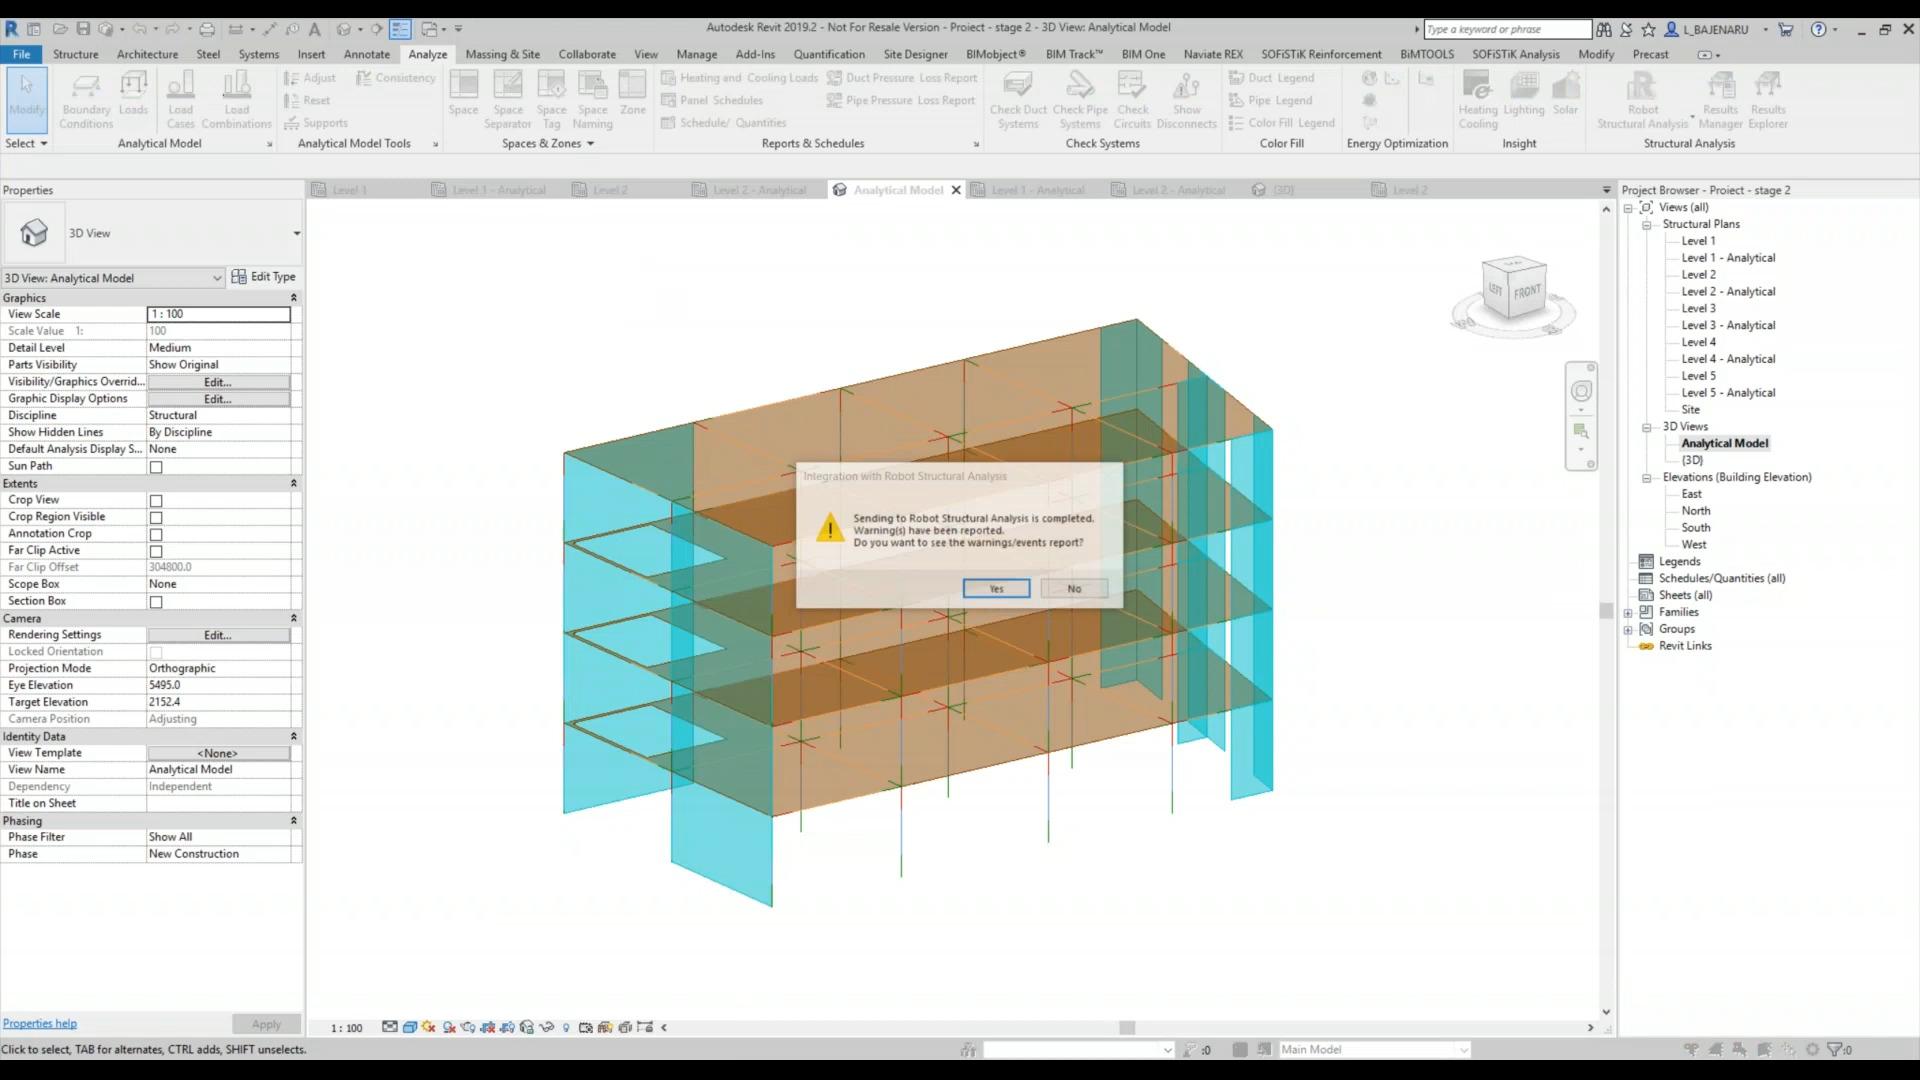 Autodesk Revit 2019.2 - Not For Resale Version - Project - stage 2 - 3D View: Analytical Model
Type a keyword or phrase
L_BAJENARU
File Structure Architecture Steel Systems Insert Annotate Analyze Massing & Site Collaborate View Manage Add-Ins Quantification Site Designer BIMobject® BIM Track™ BIM One Naviate REX SOFiSTiK Reinforcement BiMTOOLS SOFiSTiK Analysis Modify Precast
Modify
Boundary Conditions
Loads
Load Cases
Load Combinations
Adjust
Reset
Supports
Consistency
Space
Space Separator
Space Tag
Space Naming
Zone
Heating and Cooling Loads
Panel Schedules
Schedule/ Quantities
Duct Pressure Loss Report
Pipe Pressure Loss Report
Check Duct Systems
Check Pipe Systems
Check Circuits
Show Disconnects
Duct Legend
Pipe Legend
Color Fill Legend
Heating Cooling
Lighting
Solar
Robot Structural Analysis
Results Manager
Results Explorer
Select
Analytical Model
Analytical Model Tools
Spaces & Zones
Reports & Schedules
Check Systems
Color Fill
Energy Optimization
Insight
Structural Analysis
Level 1
Level 1 - Analytical
Level 2
Level 2 - Analytical
Analytical Model
Level 1 - Analytical
Level 2 - Analytical
{3D}
Level 2
Properties
3D View
3D View: Analytical Model
Edit Type
Graphics
View Scale 1 : 100
Scale Value 1: 100
Detail Level Medium
Parts Visibility Show Original
Visibility/Graphics Overrid... Edit...
Graphic Display Options Edit...
Discipline Structural
Show Hidden Lines By Discipline
Default Analysis Display S... None
Sun Path
Extents
Crop View
Crop Region Visible
Annotation Crop
Far Clip Active
Far Clip Offset 304800.0
Scope Box None
Section Box
Camera
Rendering Settings Edit...
Locked Orientation
Projection Mode Orthographic
Eye Elevation 5495.0
Target Elevation 2152.4
Camera Position Adjusting
Identity Data
View Template <None>
View Name Analytical Model
Dependency Independent
Title on Sheet
Phasing
Phase Filter Show All
Phase New Construction
Properties help
Apply
LEFT FRONT
Integration with Robot Structural Analysis
Sending to Robot Structural Analysis is completed.
Warning(s) have been reported.
Do you want to see the warnings/events report?
Yes No
Project Browser - Project - stage 2
Views (all)
Structural Plans
Level 1
Level 1 - Analytical
Level 2
Level 2 - Analytical
Level 3
Level 3 - Analytical
Level 4
Level 4 - Analytical
Level 5
Level 5 - Analytical
Site
3D Views
Analytical Model
{3D}
Elevations (Building Elevation)
East
North
South
West
Legends
Schedules/Quantities (all)
Sheets (all)
Families
Groups
Revit Links
1 : 100
Click to select, TAB for alternates, CTRL adds, SHIFT unselects.
:0
Main Model
:0